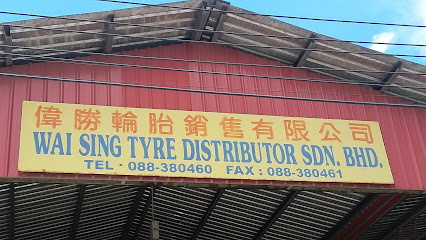 偉勝輪胎銷售有限公司
WAI SING TYRE DISTRIBUTOR SDN. BHD.
TEL · 088-380460 FAX : 088-380461